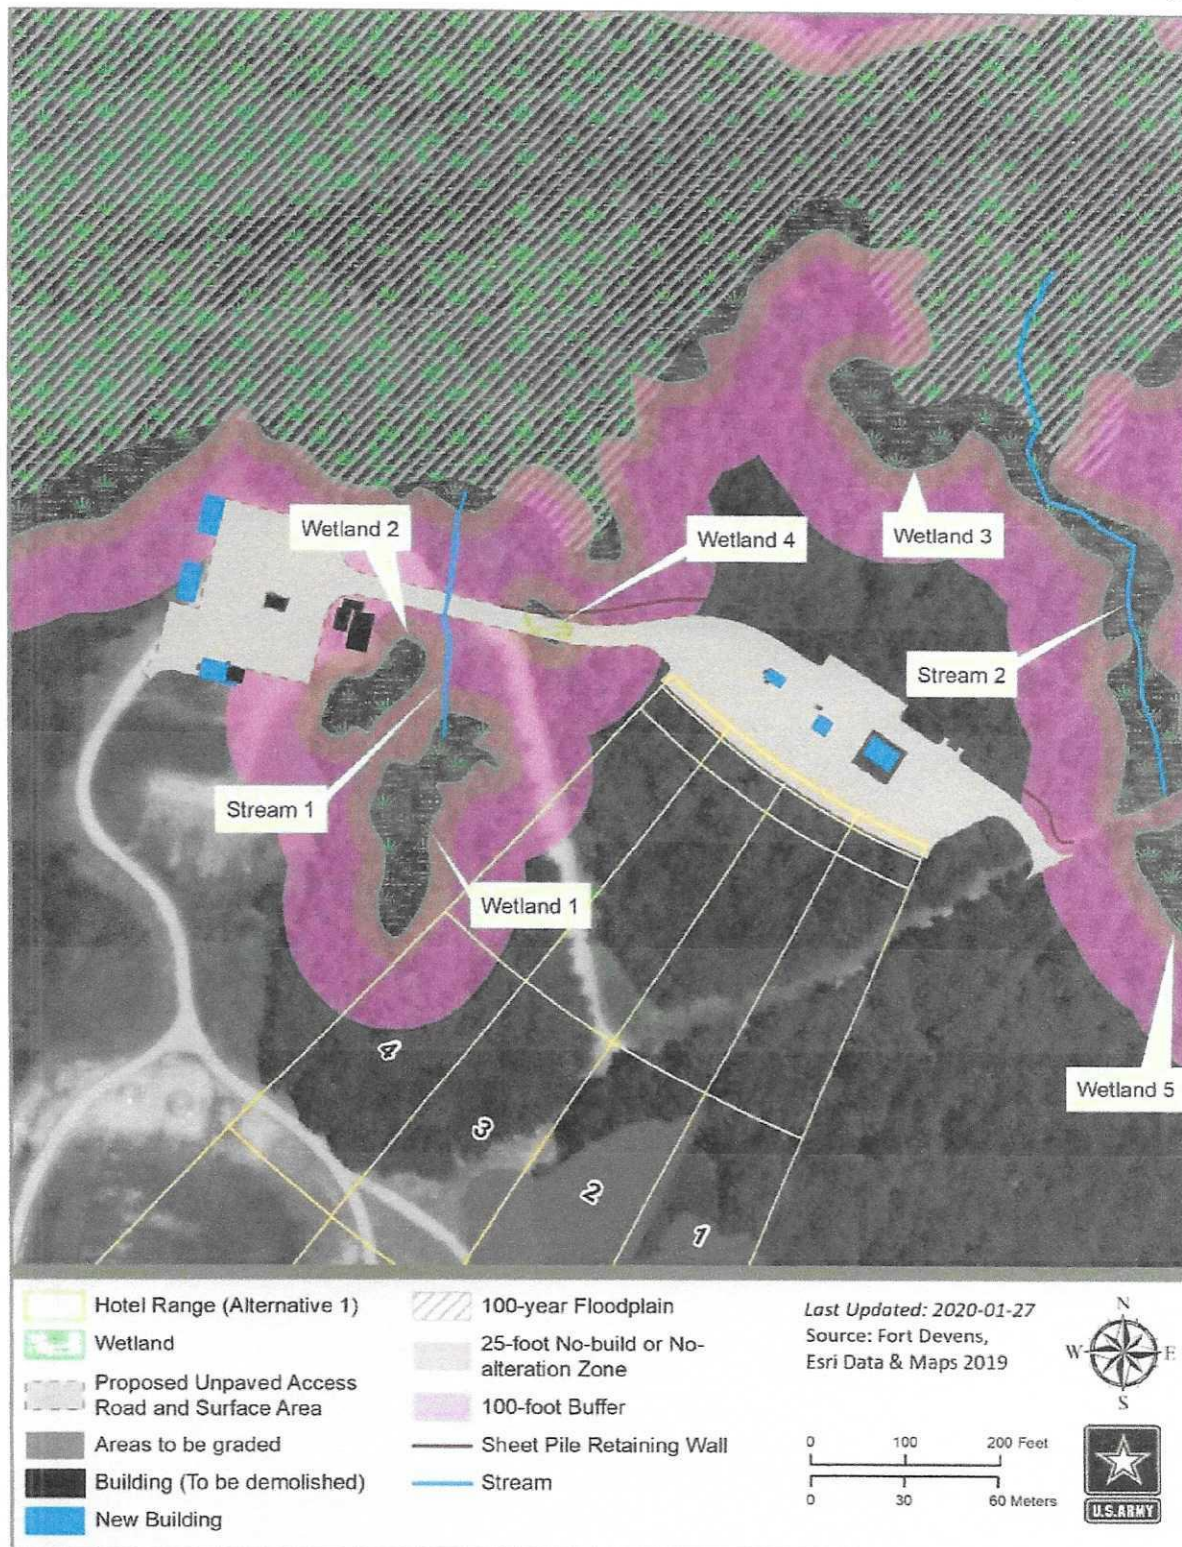 Wetland 2
Wetland 4
Wetland 3
Stream 2
Stream 1
Wetland 1
Wetland 5
4
3
2
1
Hotel Range (Alternative 1)
Wetland
Proposed Unpaved Access
Road and Surface Area
Areas to be graded
Building (To be demolished)
New Building
100-year Floodplain
25-foot No-build or No-
alteration Zone
100-foot Buffer
Sheet Pile Retaining Wall
Stream
Last Updated: 2020-01-27
Source: Fort Devens,
Esri Data & Maps 2019
N
W E
S
0 100 200 Feet
0 30 60 Meters
U.S.ARMY